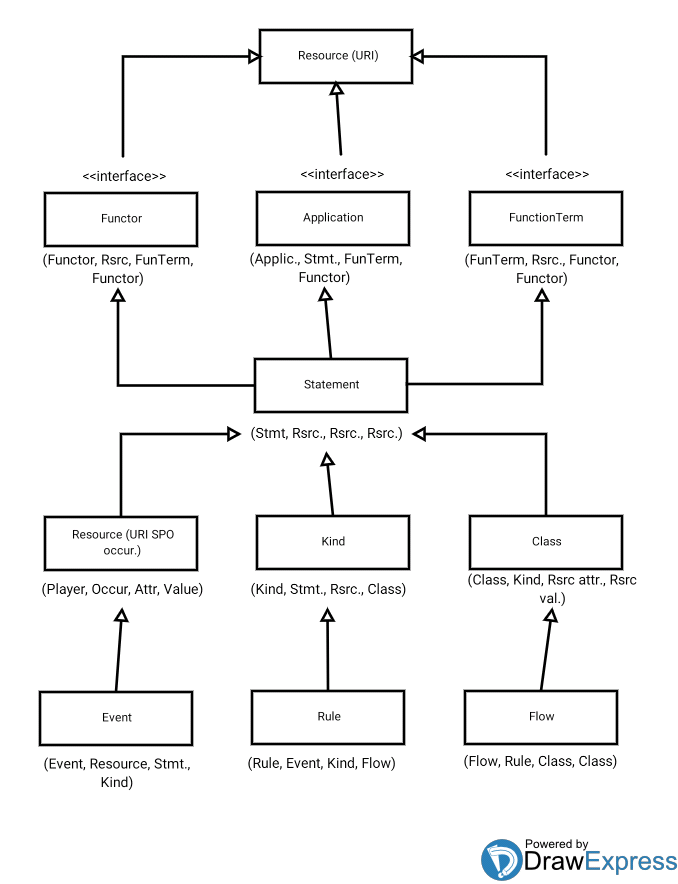 Resource (URI)
<<interface>>
<<interface>>
<<interface>>
Functor
Application
FunctionTerm
(Functor, Rsrc, FunTerm,
Functor)
(Applic., Stmt., FunTerm,
Functor)
(FunTerm, Rsrc., Functor,
Functor)
Statement
(Stmt, Rsrc., Rsrc., Rsrc.)
Resource (URI SPO
occur.)
Kind
Class
(Player, Occur, Attr, Value)
(Kind, Stmt., Rsrc., Class)
(Class, Kind, Rsrc attr., Rsrc
val.)
Event
Rule
Flow
(Event, Resource, Stmt.,
Kind)
(Rule, Event, Kind, Flow)
(Flow, Rule, Class, Class)
Powered by
DrawExpress